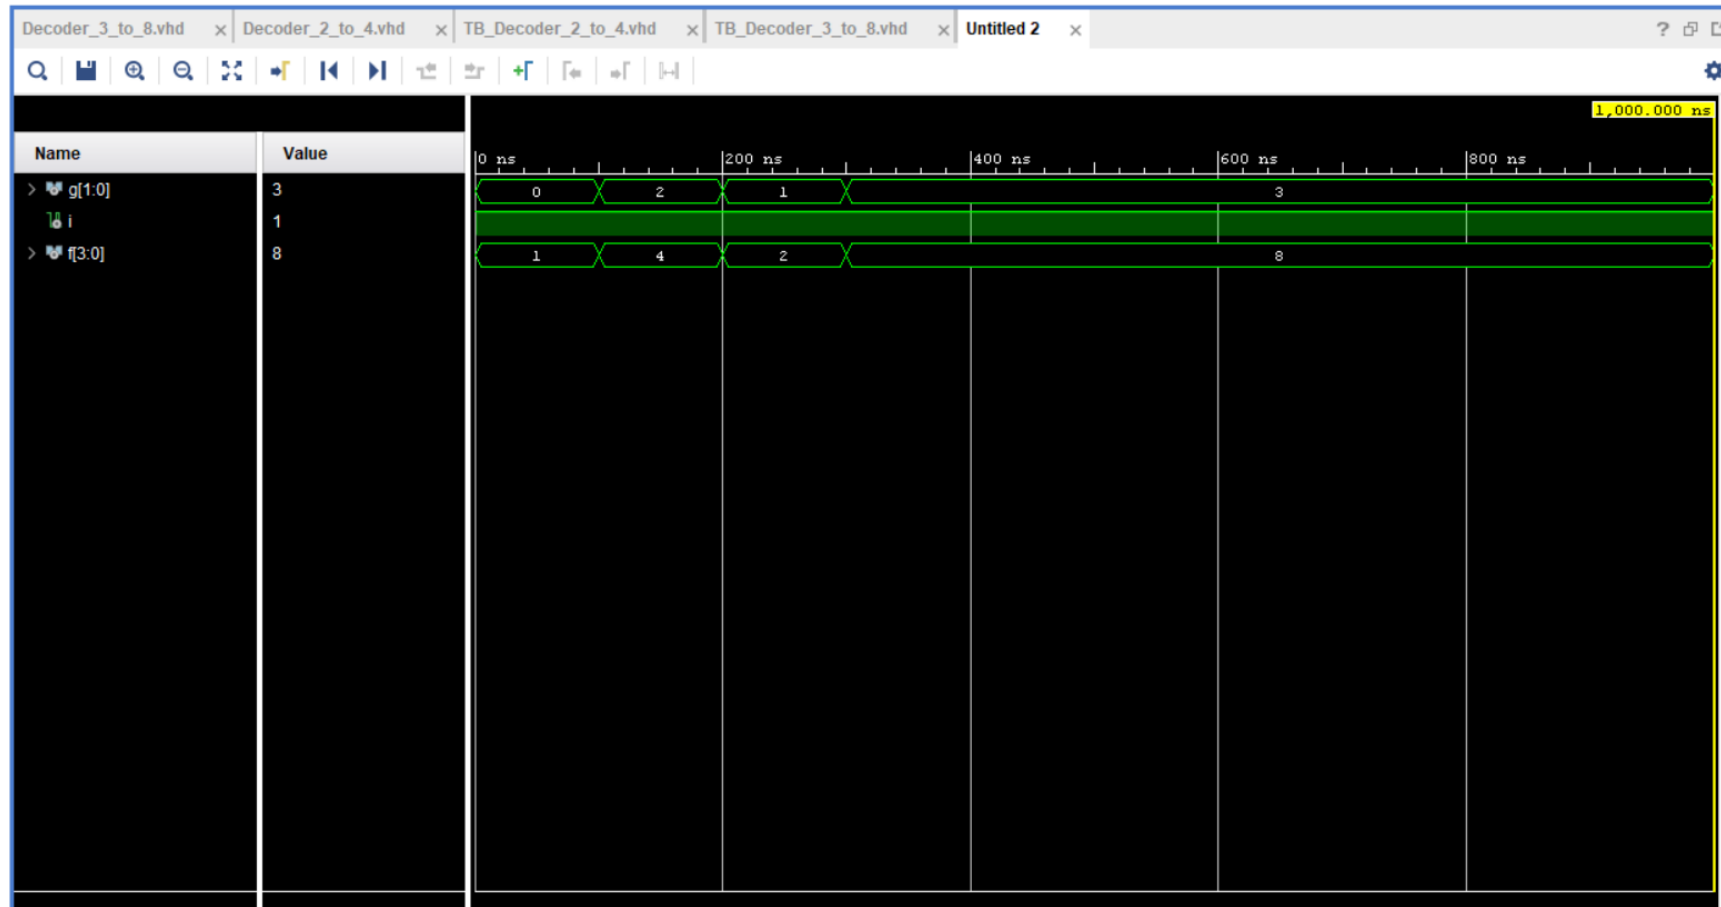 Decoder_3_to_8.vhd × Decoder_2_to_4.vhd × TB_Decoder_2_to_4.vhd × TB_Decoder_3_to_8.vhd × Untitled 2 × ?
1,000.000 ns
Name Value 0 ns 200 ns 400 ns 600 ns 800 ns
g[1:0] 3 0 2 1 3
i 1
f[3:0] 8 1 4 2 8